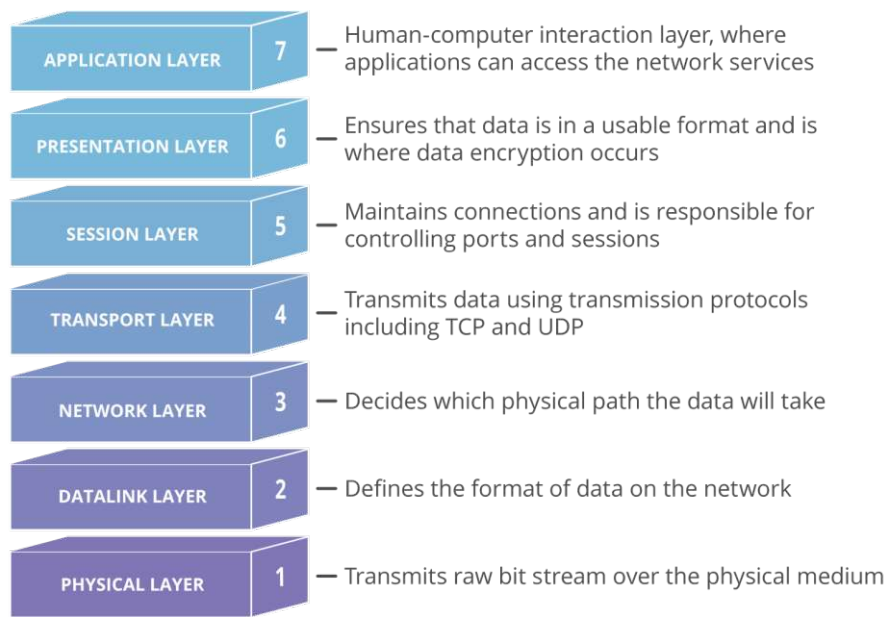 APPLICATION LAYER 7 — Human-computer interaction layer, where
applications can access the network services
PRESENTATION LAYER 6 — Ensures that data is in a usable format and is
where data encryption occurs
SESSION LAYER 5 — Maintains connections and is responsible for
controlling ports and sessions
TRANSPORT LAYER 4 — Transmits data using transmission protocols
including TCP and UDP
NETWORK LAYER 3 — Decides which physical path the data will take
DATALINK LAYER 2 — Defines the format of data on the network
PHYSICAL LAYER 1 — Transmits raw bit stream over the physical medium